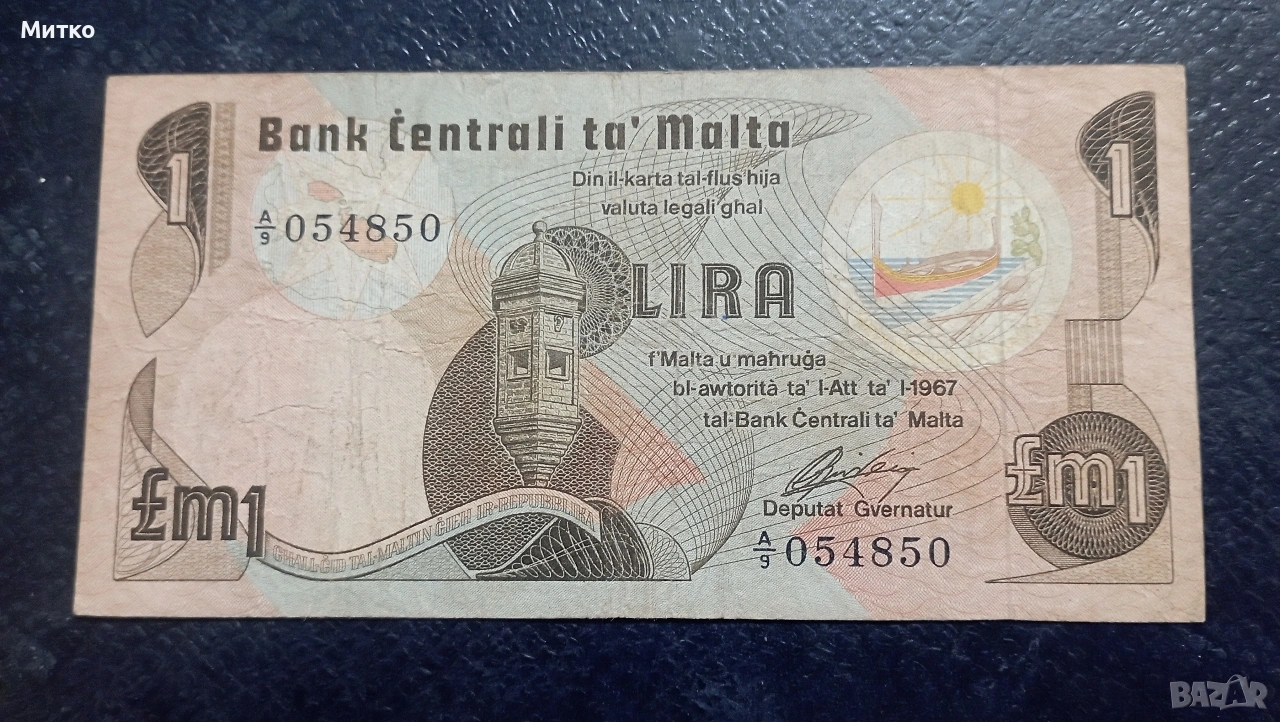 Митко
1
Bank Ċentrali ta' Malta
1
Din il-karta tal-flus hija
valuta legali għal
A/9 054850
LIRA
f'Malta u maħruġa
bl-awtorità ta' l-Att ta' l-1967
tal-Bank Ċentrali ta' Malta
Deputat Gvernatur
£m1
£m1
GĦALL-ĠID TAL-MALTIN ĠIEĦ IR-REPUBBLIKA
A/9 054850
BAZAR